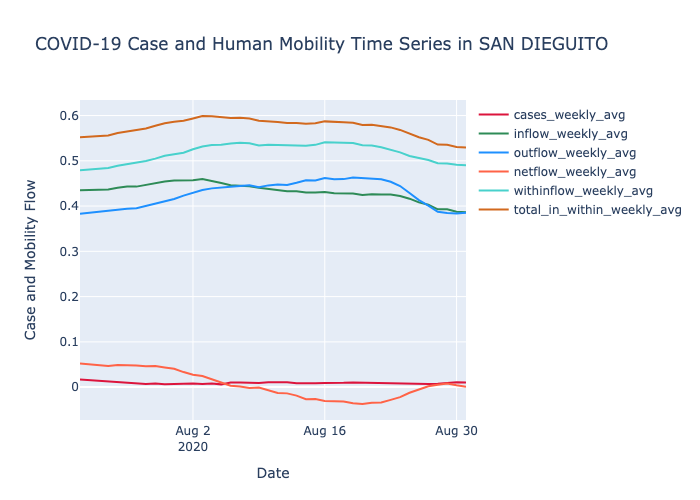 COVID-19 Case and Human Mobility Time Series in SAN DIEGUITO
Case and Mobility Flow
0.6
0.5
0.4
0.3
0.2
0.1
0
Aug 2
2020
Aug 16
Aug 30
Date
cases_weekly_avg
inflow_weekly_avg
outflow_weekly_avg
netflow_weekly_avg
withinflow_weekly_avg
total_in_within_weekly_avg